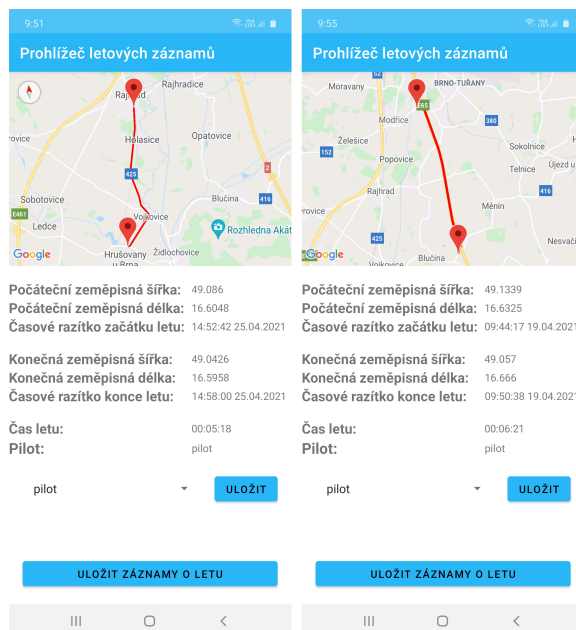 9:51
Prohlížeč letových záznamů
Rajhradice
Holasice
Opatovice
425
2
Sobotovice
Blučina
416
E461
Vojkovice
Ledce
Rozhledna Akát
Google
Hrušovany
u Brna
Židlochovice
Počáteční zeměpisná šířka: 49.086
Počáteční zeměpisná délka: 16.6048
Časové razítko začátku letu: 14:52:42 25.04.2021
Konečná zeměpisná šířka: 49.0426
Konečná zeměpisná délka: 16.5958
Časové razítko konce letu: 14:58:00 25.04.2021
Čas letu: 00:05:18
Pilot: pilot
pilot
ULOŽIT
ULOŽIT ZÁZNAMY O LETU
9:55
Prohlížeč letových záznamů
52
Moravany
BRNO-TUŘANY
E65
Modřice
380
Želešice
152
Popovice
Sokolnice
Telnice
Újezd u
Rajhrad
416
Měnín
425
Nesvač
Google
Vojkovice
Blučina
Počáteční zeměpisná šířka: 49.1339
Počáteční zeměpisná délka: 16.6325
Časové razítko začátku letu: 09:44:17 19.04.2021
Konečná zeměpisná šířka: 49.057
Konečná zeměpisná délka: 16.666
Časové razítko konce letu: 09:50:38 19.04.2021
Čas letu: 00:06:21
Pilot: pilot
pilot
ULOŽIT
ULOŽIT ZÁZNAMY O LETU